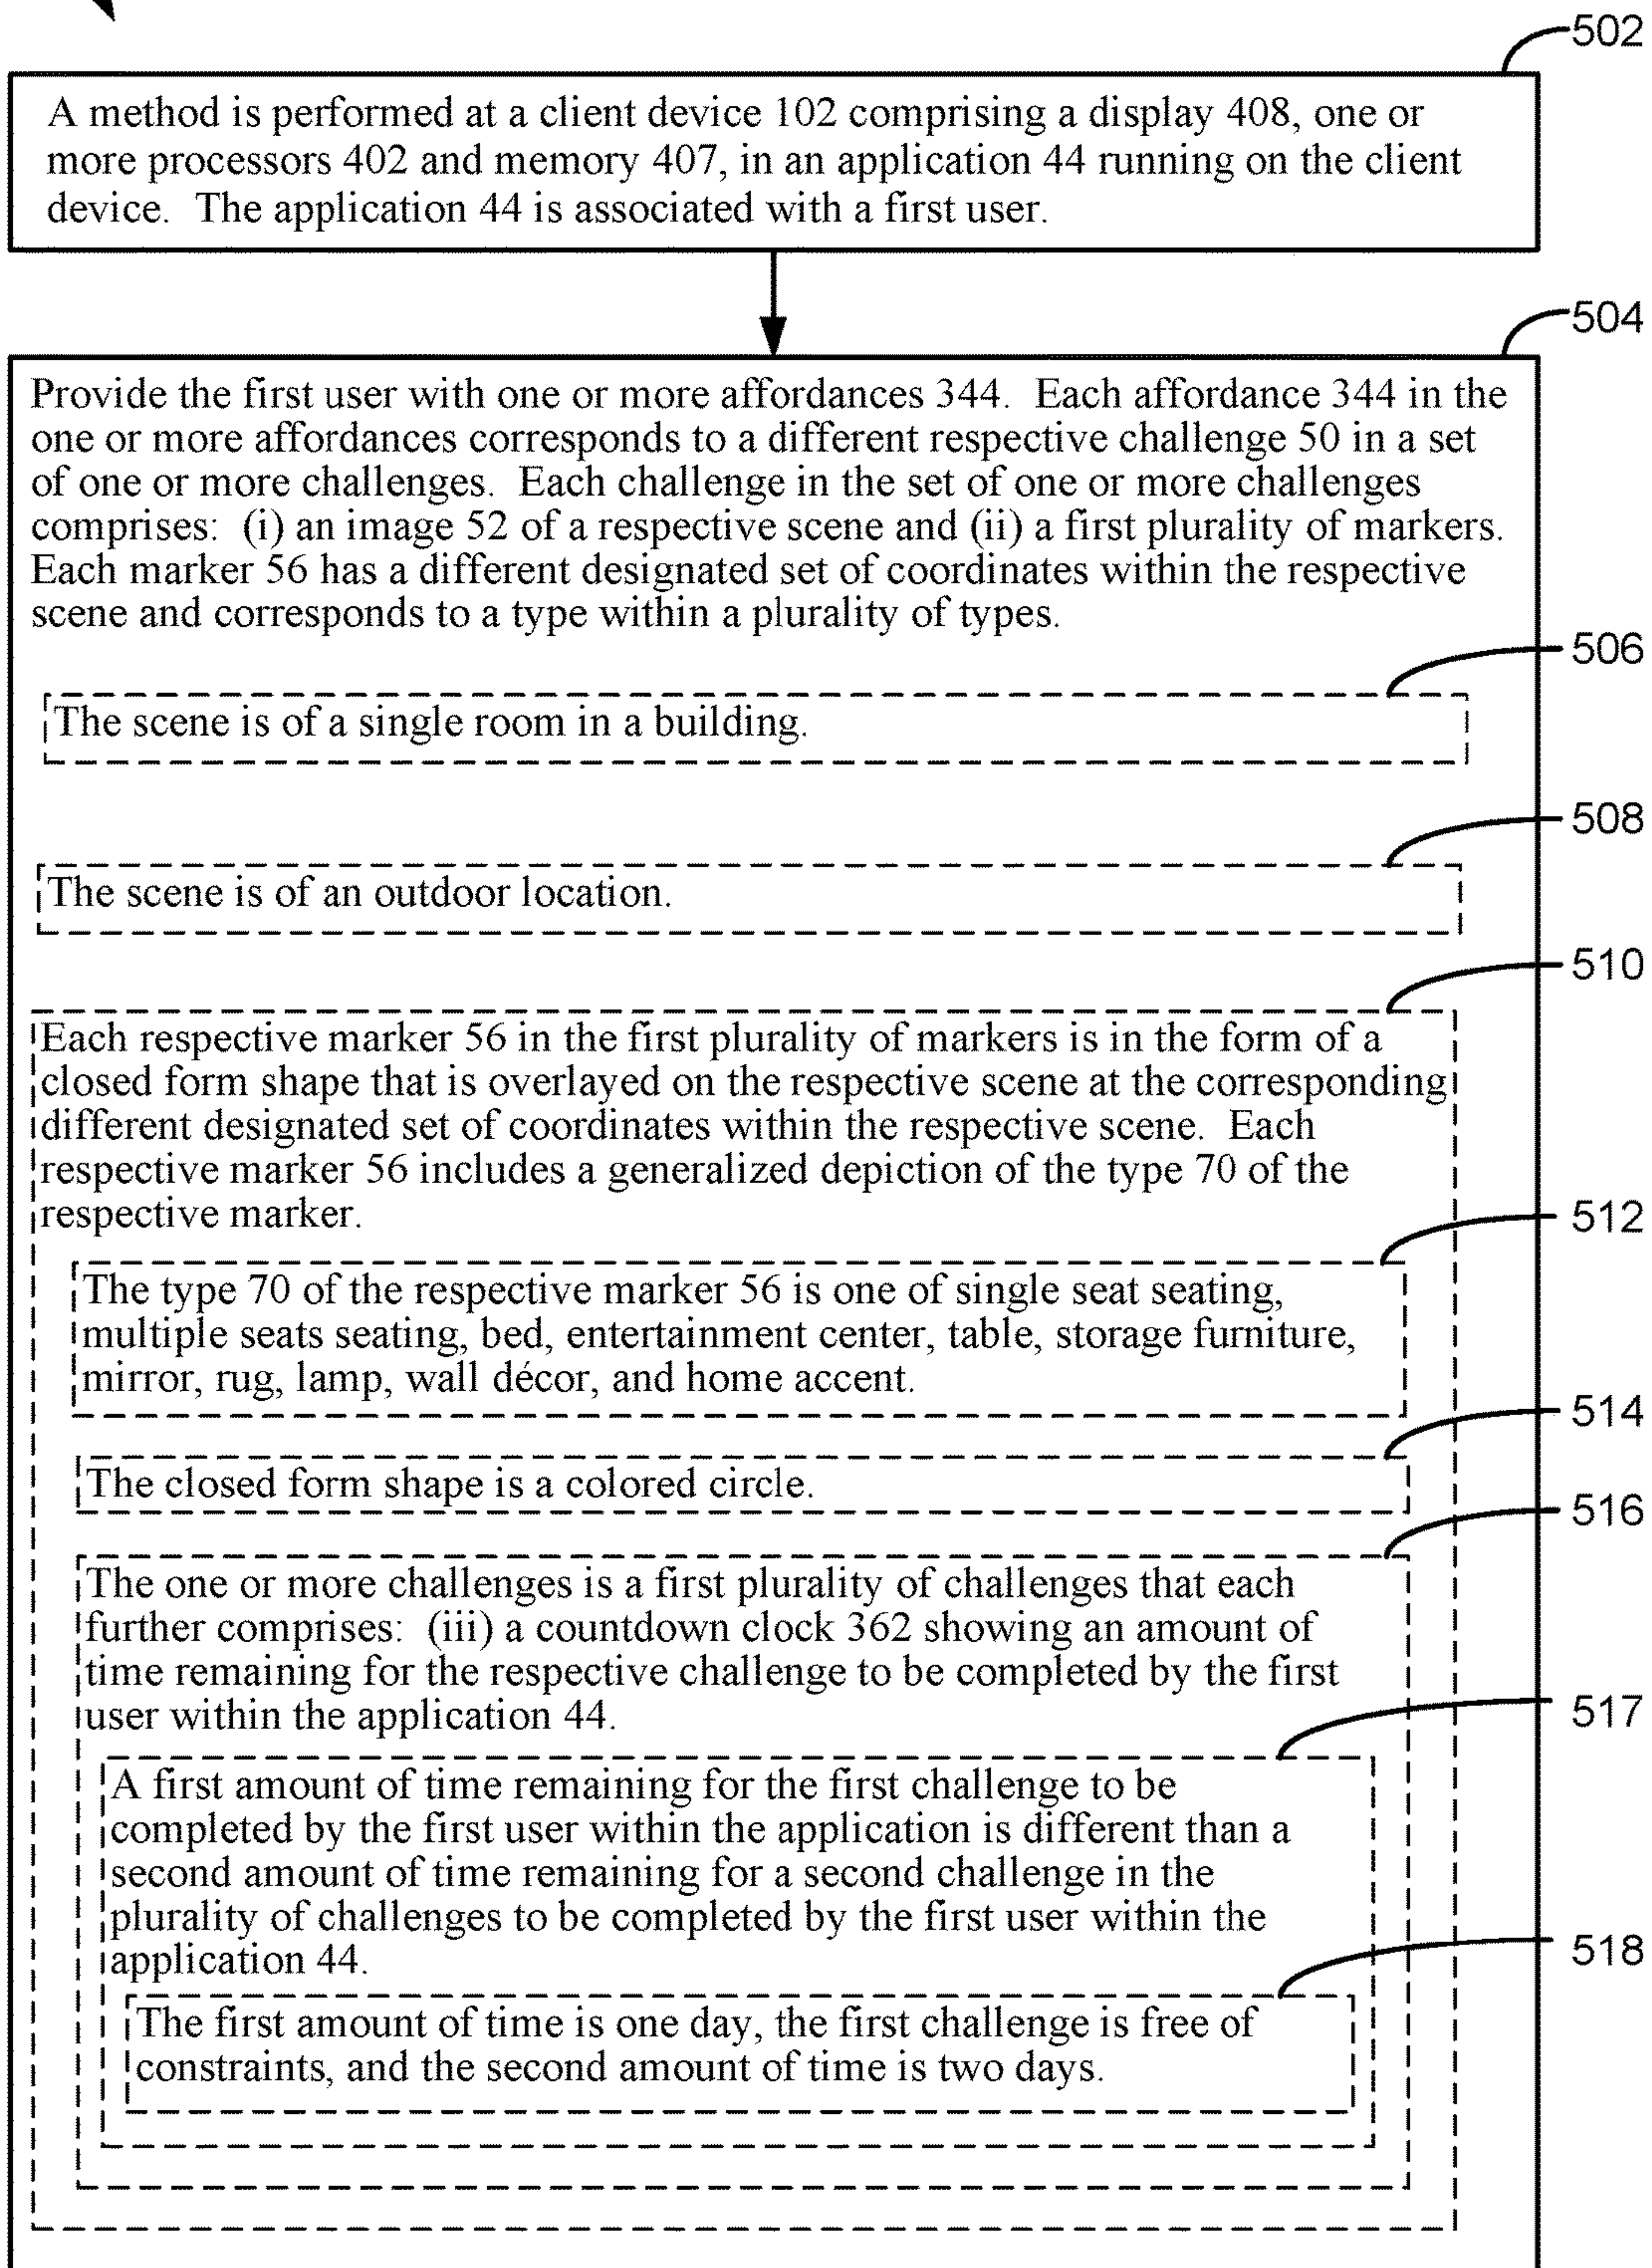 502
A method is performed at a client device 102 comprising a display 408, one or
more processors 402 and memory 407, in an application 44 running on the client
device. The application 44 is associated with a first user.
504
Provide the first user with one or more affordances 344. Each affordance 344 in the
one or more affordances corresponds to a different respective challenge 50 in a set
of one or more challenges. Each challenge in the set of one or more challenges
comprises: (i) an image 52 of a respective scene and (ii) a first plurality of markers.
Each marker 56 has a different designated set of coordinates within the respective
scene and corresponds to a type within a plurality of types.
506
The scene is of a single room in a building.
508
The scene is of an outdoor location.
510
Each respective marker 56 in the first plurality of markers is in the form of a
closed form shape that is overlayed on the respective scene at the corresponding
different designated set of coordinates within the respective scene. Each
respective marker 56 includes a generalized depiction of the type 70 of the
respective marker.
512
The type 70 of the respective marker 56 is one of single seat seating,
multiple seats seating, bed, entertainment center, table, storage furniture,
mirror, rug, lamp, wall décor, and home accent.
514
The closed form shape is a colored circle.
516
The one or more challenges is a first plurality of challenges that each
further comprises: (iii) a countdown clock 362 showing an amount of
time remaining for the respective challenge to be completed by the first
user within the application 44.
517
A first amount of time remaining for the first challenge to be
completed by the first user within the application is different than a
second amount of time remaining for a second challenge in the
plurality of challenges to be completed by the first user within the
application 44.
518
The first amount of time is one day, the first challenge is free of
constraints, and the second amount of time is two days.